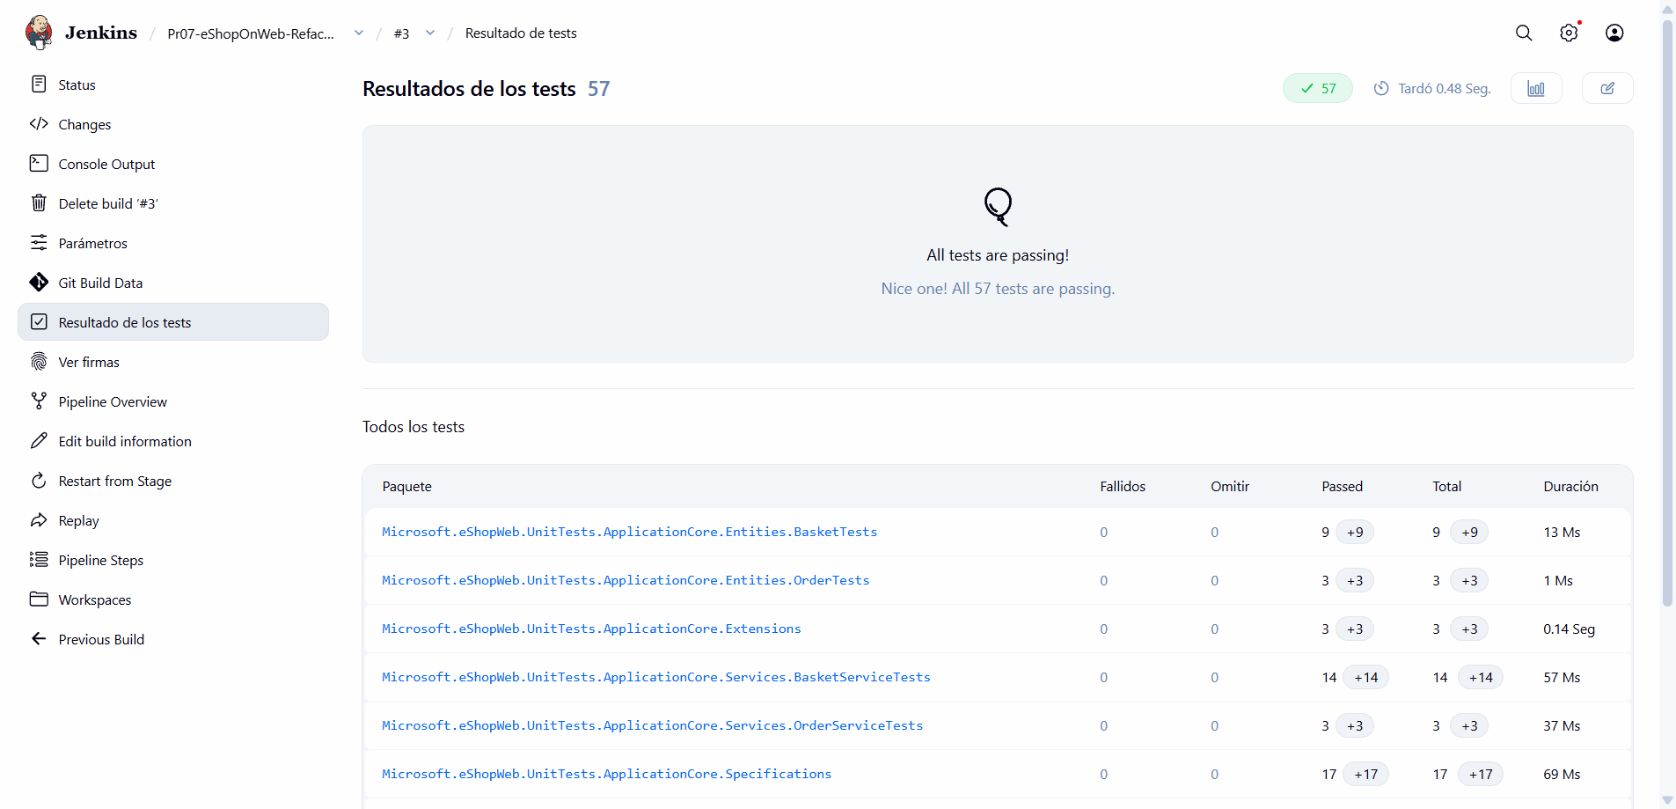 Jenkins / Pr07-eShopOnWeb-Refac... / #3 / Resultado de los tests
Status
Changes
Console Output
Delete build ‘#3’
Parámetros
Git Build Data
Resultado de los tests
Ver firmas
Pipeline Overview
Edit build information
Restart from Stage
Replay
Pipeline Steps
Workspaces
Previous Build
Resultados de los tests 57
57 Tardó 0.48 Seg.
All tests are passing!
Nice one! All 57 tests are passing.
Todos los tests
Paquete Fallidos Omitir Passed Total Duración
Microsoft.eShopWeb.UnitTests.ApplicationCore.Entities.BasketTests 0 0 9 +9 9 +9 13 Ms
Microsoft.eShopWeb.UnitTests.ApplicationCore.Entities.OrderTests 0 0 3 +3 3 +3 1 Ms
Microsoft.eShopWeb.UnitTests.ApplicationCore.Extensions 0 0 3 +3 3 +3 0.14 Seg
Microsoft.eShopWeb.UnitTests.ApplicationCore.Services.BasketServiceTests 0 0 14 +14 14 +14 57 Ms
Microsoft.eShopWeb.UnitTests.ApplicationCore.Services.OrderServiceTests 0 0 3 +3 3 +3 37 Ms
Microsoft.eShopWeb.UnitTests.ApplicationCore.Specifications 0 0 17 +17 17 +17 69 Ms